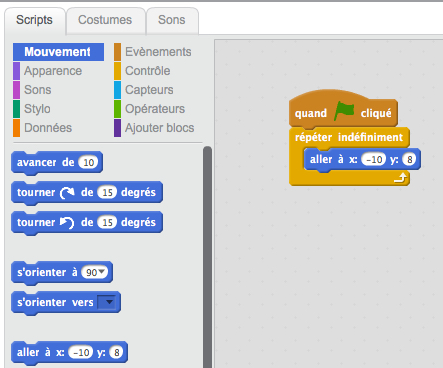 Scripts Costumes Sons
Mouvement Evènements
Apparence Contrôle
Sons Capteurs
Stylo Opérateurs
Données Ajouter blocs
avancer de 10
tourner de 15 degrés
tourner de 15 degrés
s'orienter à 90
s'orienter vers
aller à x: -10 y: 8
quand cliqué
répéter indéfiniment
aller à x: -10 y: 8